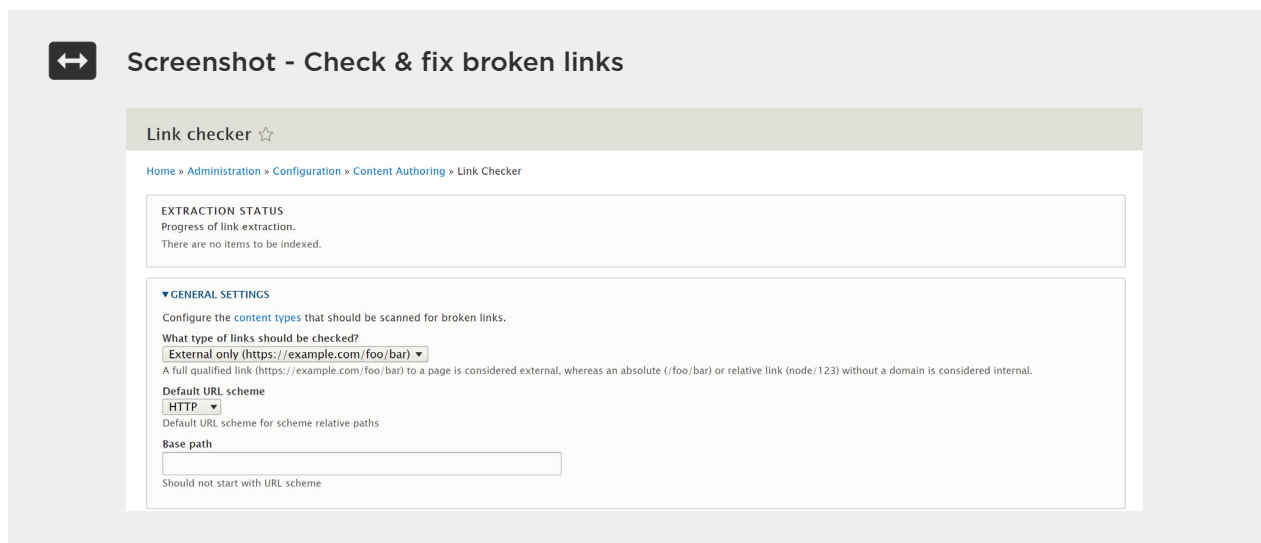 Screenshot - Check & fix broken links
Link checker
Home » Administration » Configuration » Content Authoring » Link Checker
EXTRACTION STATUS
Progress of link extraction.
There are no items to be indexed.
▼GENERAL SETTINGS
Configure the content types that should be scanned for broken links.
What type of links should be checked?
External only (https://example.com/foo/bar) ▼
A full qualified link (https://example.com/foo/bar) to a page is considered external, whereas an absolute (/foo/bar) or relative link (node/123) without a domain is considered internal.
Default URL scheme
HTTP ▼
Default URL scheme for scheme relative paths
Base path
Should not start with URL scheme